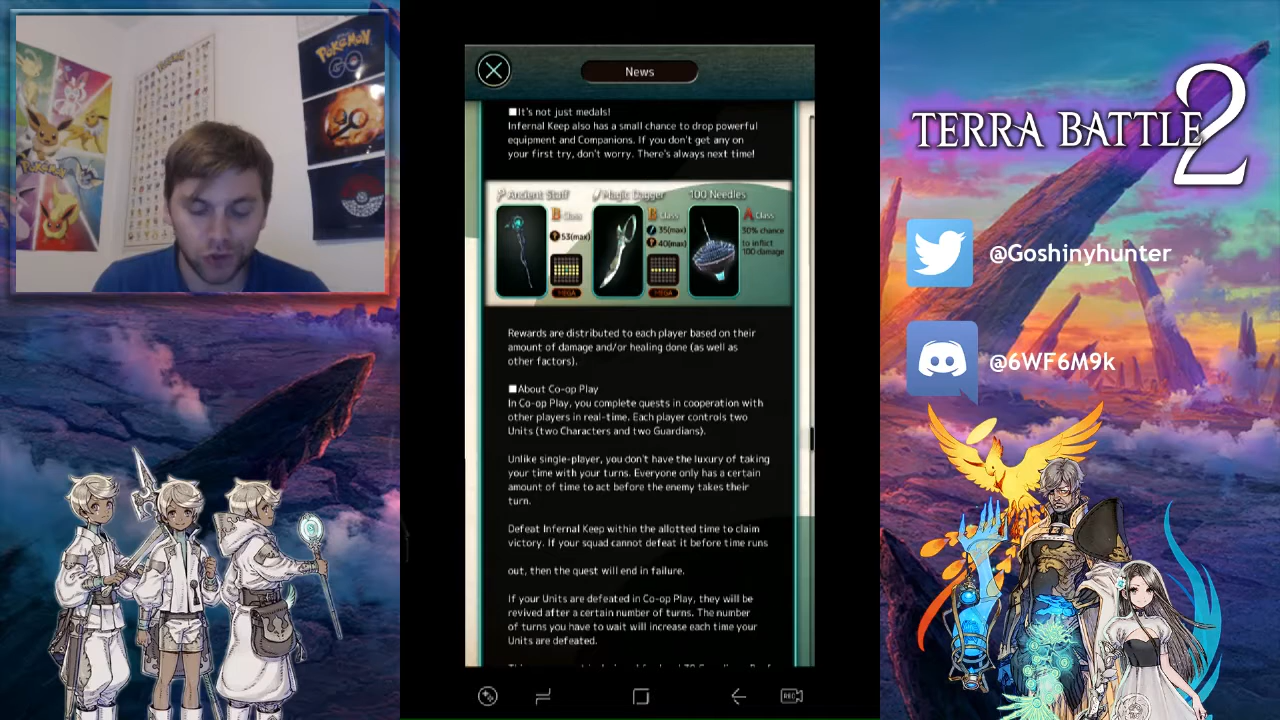 POKÉMON
GO
News
■It's not just medals!
Infernal Keep also has a small chance to drop powerful
equipment and Companions. If you don't get any on
your first try, don't worry. There's always next time!
Ancient Staff
B Class
53(max)
MEGA
Magic Dagger
B Class
35(max)
40(max)
MEGA
100 Needles
A Class
30% chance
to inflict
100 damage
Rewards are distributed to each player based on their
amount of damage and/or healing done (as well as
other factors).
■About Co-op Play
In Co-op Play, you complete quests in cooperation with
other players in real-time. Each player controls two
Units (two Characters and two Guardians).
Unlike single-player, you don't have the luxury of taking
your time with your turns. Everyone only has a certain
amount of time to act before the enemy takes their
turn.
Defeat Infernal Keep within the allotted time to claim
victory. If your squad cannot defeat it before time runs
out, then the quest will end in failure.
If your Units are defeated in Co-op Play, they will be
revived after a certain number of turns. The number
of turns you have to wait will increase each time your
Units are defeated.
REC
TERRA BATTLE 2
@Goshinyhunter
@6WF6M9k